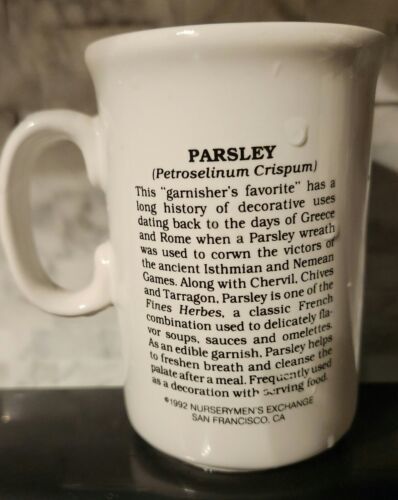 PARSLEY
(Petroselinum Crispum)
This "garnisher's favorite" has a
long history of decorative uses
dating back to the days of Greece
and Rome when a Parsley wreath
was used to corwn the victors of
the ancient Isthmian and Nemean
Games. Along with Chervil, Chives
and Tarragon, Parsley is one of the
Fines Herbes, a classic French
combination used to delicately fla-
vor soups, sauces and omelettes.
As an edible garnish, Parsley helps
to freshen breath and cleanse the
palate after a meal. Frequently used
as a decoration with serving food.
©1992 NURSERYMEN'S EXCHANGE
SAN FRANCISCO, CA